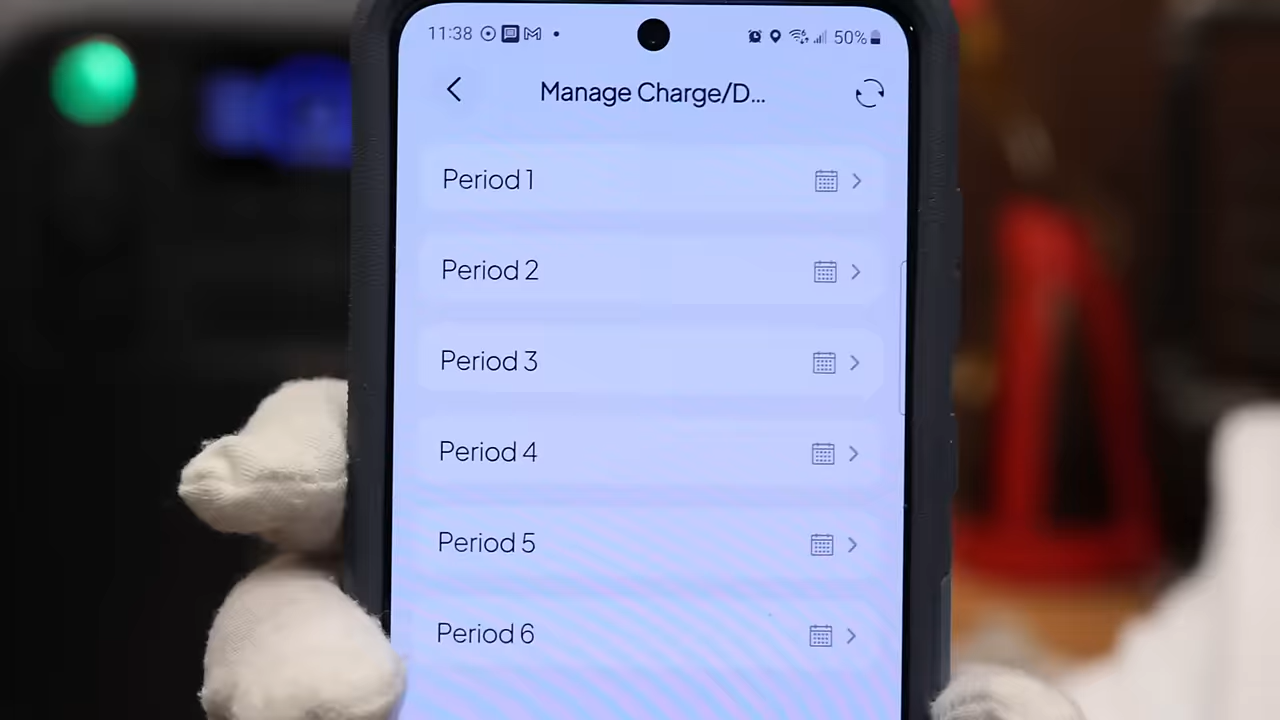 11:38 50%
Manage Charge/D...
Period 1
Period 2
Period 3
Period 4
Period 5
Period 6